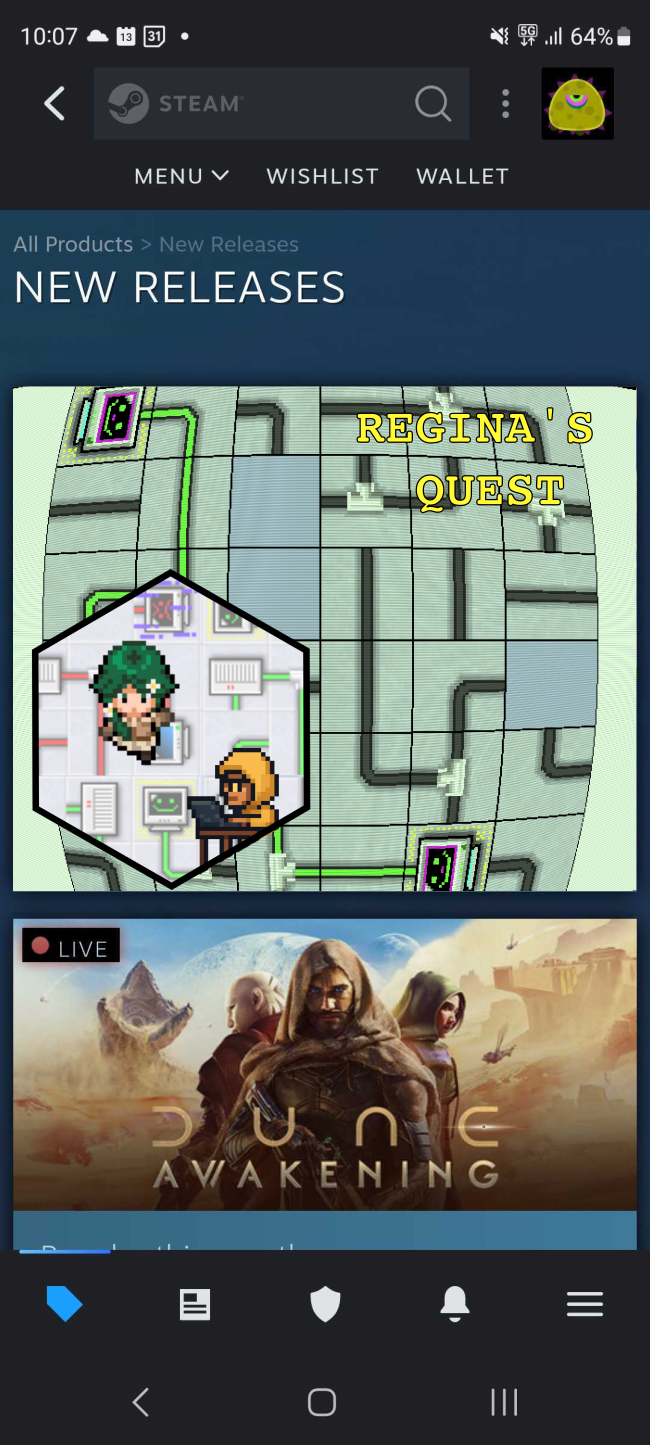 10:07
13
31
5G
64%
STEAM
MENU
WISHLIST
WALLET
All Products > New Releases
NEW RELEASES
REGINA'S
QUEST
LIVE
DUNE
AWAKENING